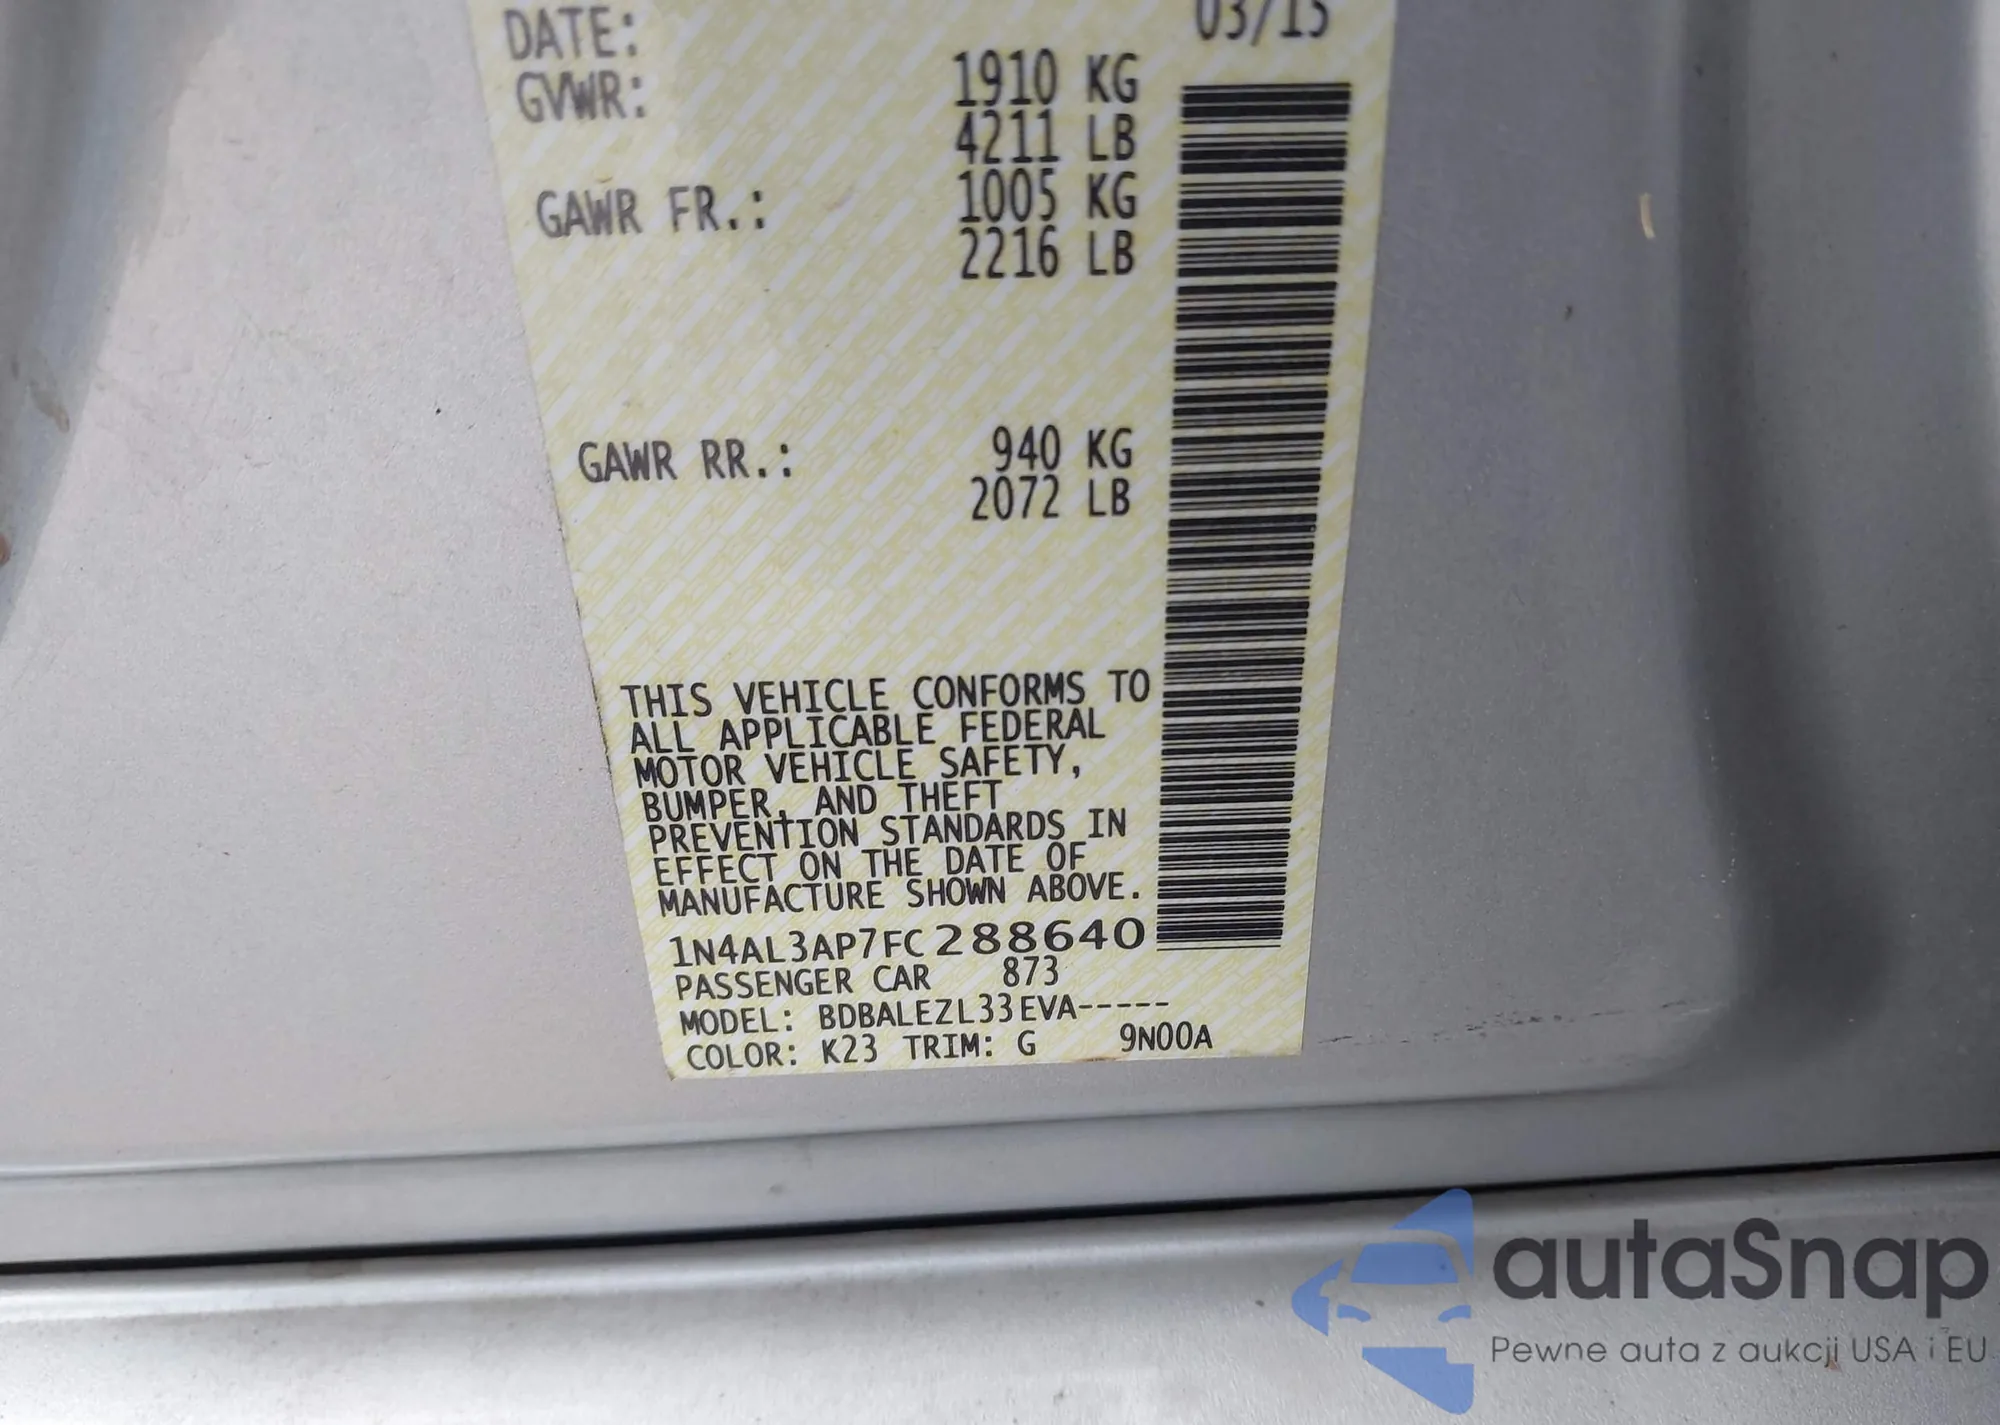 DATE: 03/15
GVWR: 1910 KG
4211 LB
GAWR FR.: 1005 KG
2216 LB
GAWR RR.: 940 KG
2072 LB
THIS VEHICLE CONFORMS TO
ALL APPLICABLE FEDERAL
MOTOR VEHICLE SAFETY,
BUMPER, AND THEFT
PREVENTION STANDARDS IN
EFFECT ON THE DATE OF
MANUFACTURE SHOWN ABOVE.
1N4AL3AP7FC288640
PASSENGER CAR 873
MODEL: BDBALEZL33EVA-----
COLOR: K23 TRIM: G 9N00A
autaSnap
Pewne auta z aukcji USA i EU